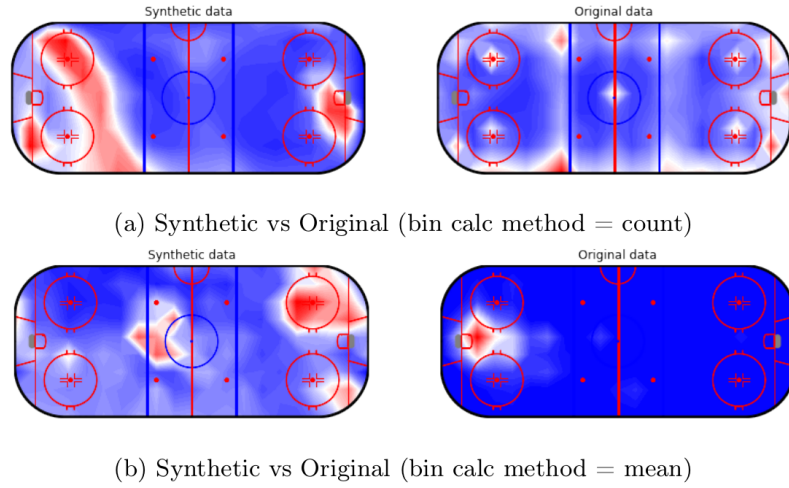 Synthetic data
Original data
(a) Synthetic vs Original (bin calc method = count)
Synthetic data
Original data
(b) Synthetic vs Original (bin calc method = mean)